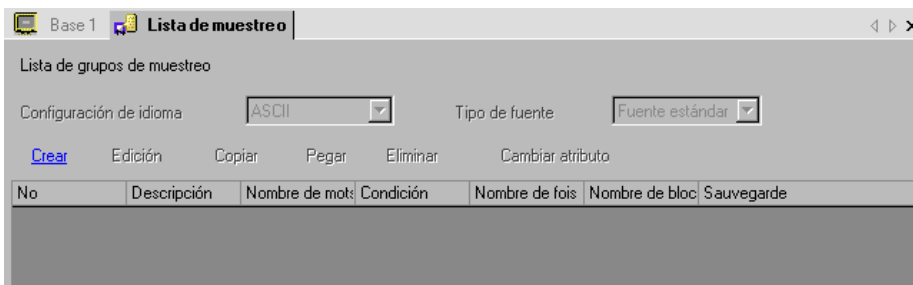 Base 1 Lista de muestreo
Lista de grupos de muestreo
Configuración de idioma ASCII Tipo de fuente Fuente estándar
Crear Edición Copiar Pegar Eliminar Cambiar atributo
No Descripción Nombre de mots Condición Nombre de fois Nombre de bloc Sauvegarde